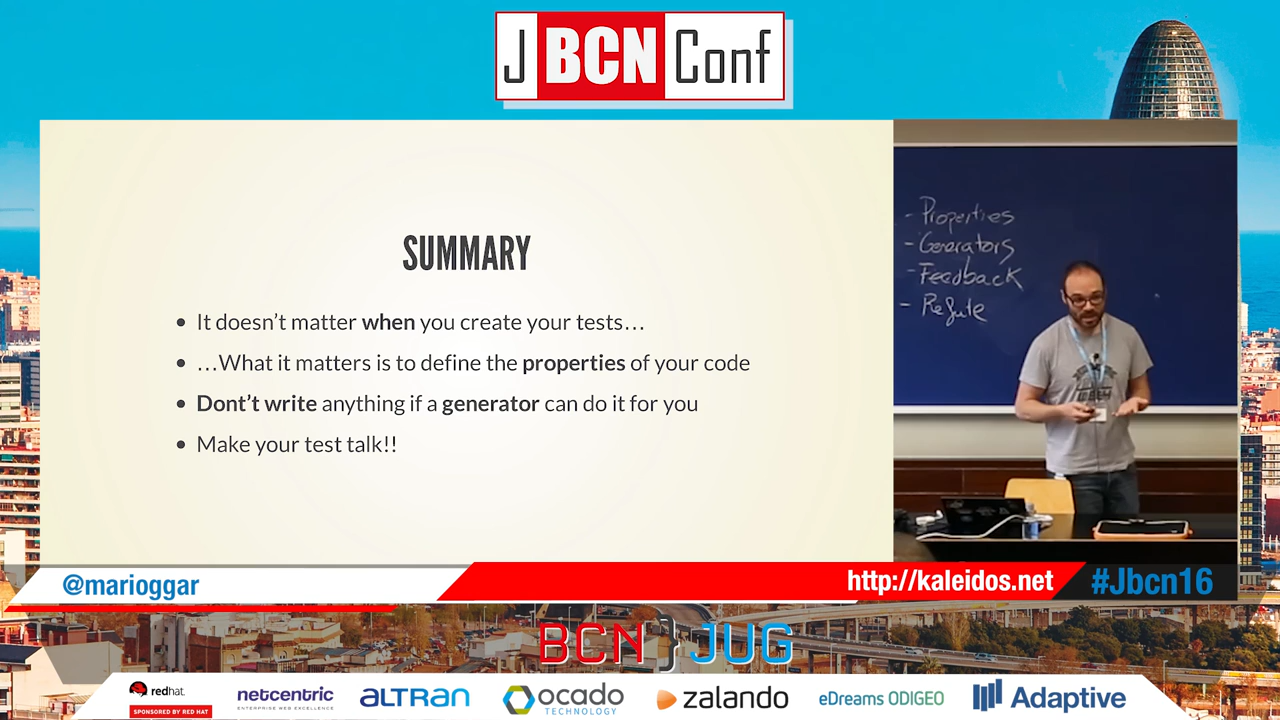 J BCN Conf
SUMMARY
• It doesn't matter when you create your tests…
• …What it matters is to define the properties of your code
• Dont't write anything if a generator can do it for you
• Make your test talk!!
- Properties
- Generators
- Feedback
- Refute
@marioggar
http://kaleidos.net
#Jbcn16
BCN JUG
redhat.
SPONSORED BY RED HAT
netcentric
ENTERPRISE WEB EXCELLENCE
ALTRAN
ocado
TECHNOLOGY
zalando
eDreams ODIGEO
Adaptive